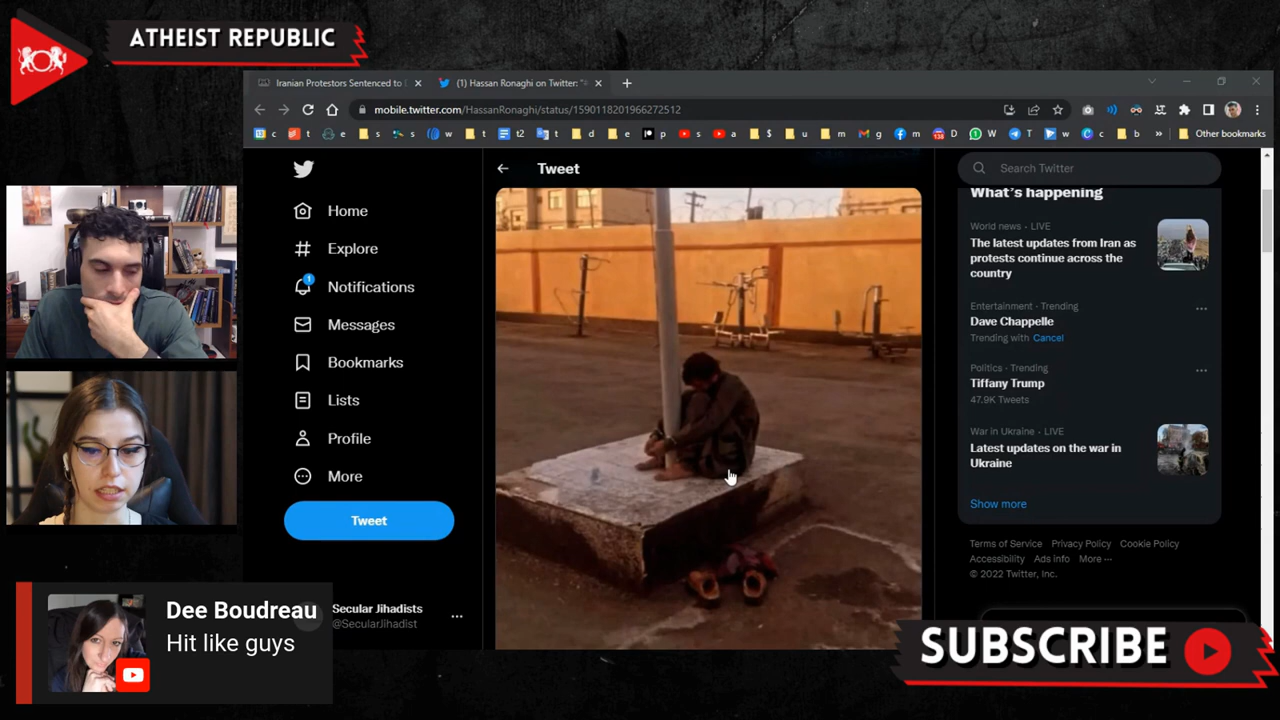 ATHEIST REPUBLIC
Iranian Protestors Sentenced to
(1) Hassan Ronaghi on Twitter: "
mobile.twitter.com/HassanRonaghi/status/1590118201966272512
c t e s s w t t2 t d e p s a $ u m g m D W T w c b » Other bookmarks
Tweet
Search Twitter
Home
Explore
1
Notifications
Messages
Bookmarks
Lists
Profile
More
Tweet
Secular Jihadists
@SecularJihadist
What's happening
World news · LIVE
The latest updates from Iran as
protests continue across the
country
Entertainment · Trending
Dave Chappelle
Trending with Cancel
Politics · Trending
Tiffany Trump
47.9K Tweets
War in Ukraine · LIVE
Latest updates on the war in
Ukraine
Show more
Terms of Service Privacy Policy Cookie Policy
Accessibility Ads info More ···
© 2022 Twitter, Inc.
Dee Boudreau
Hit like guys
SUBSCRIBE